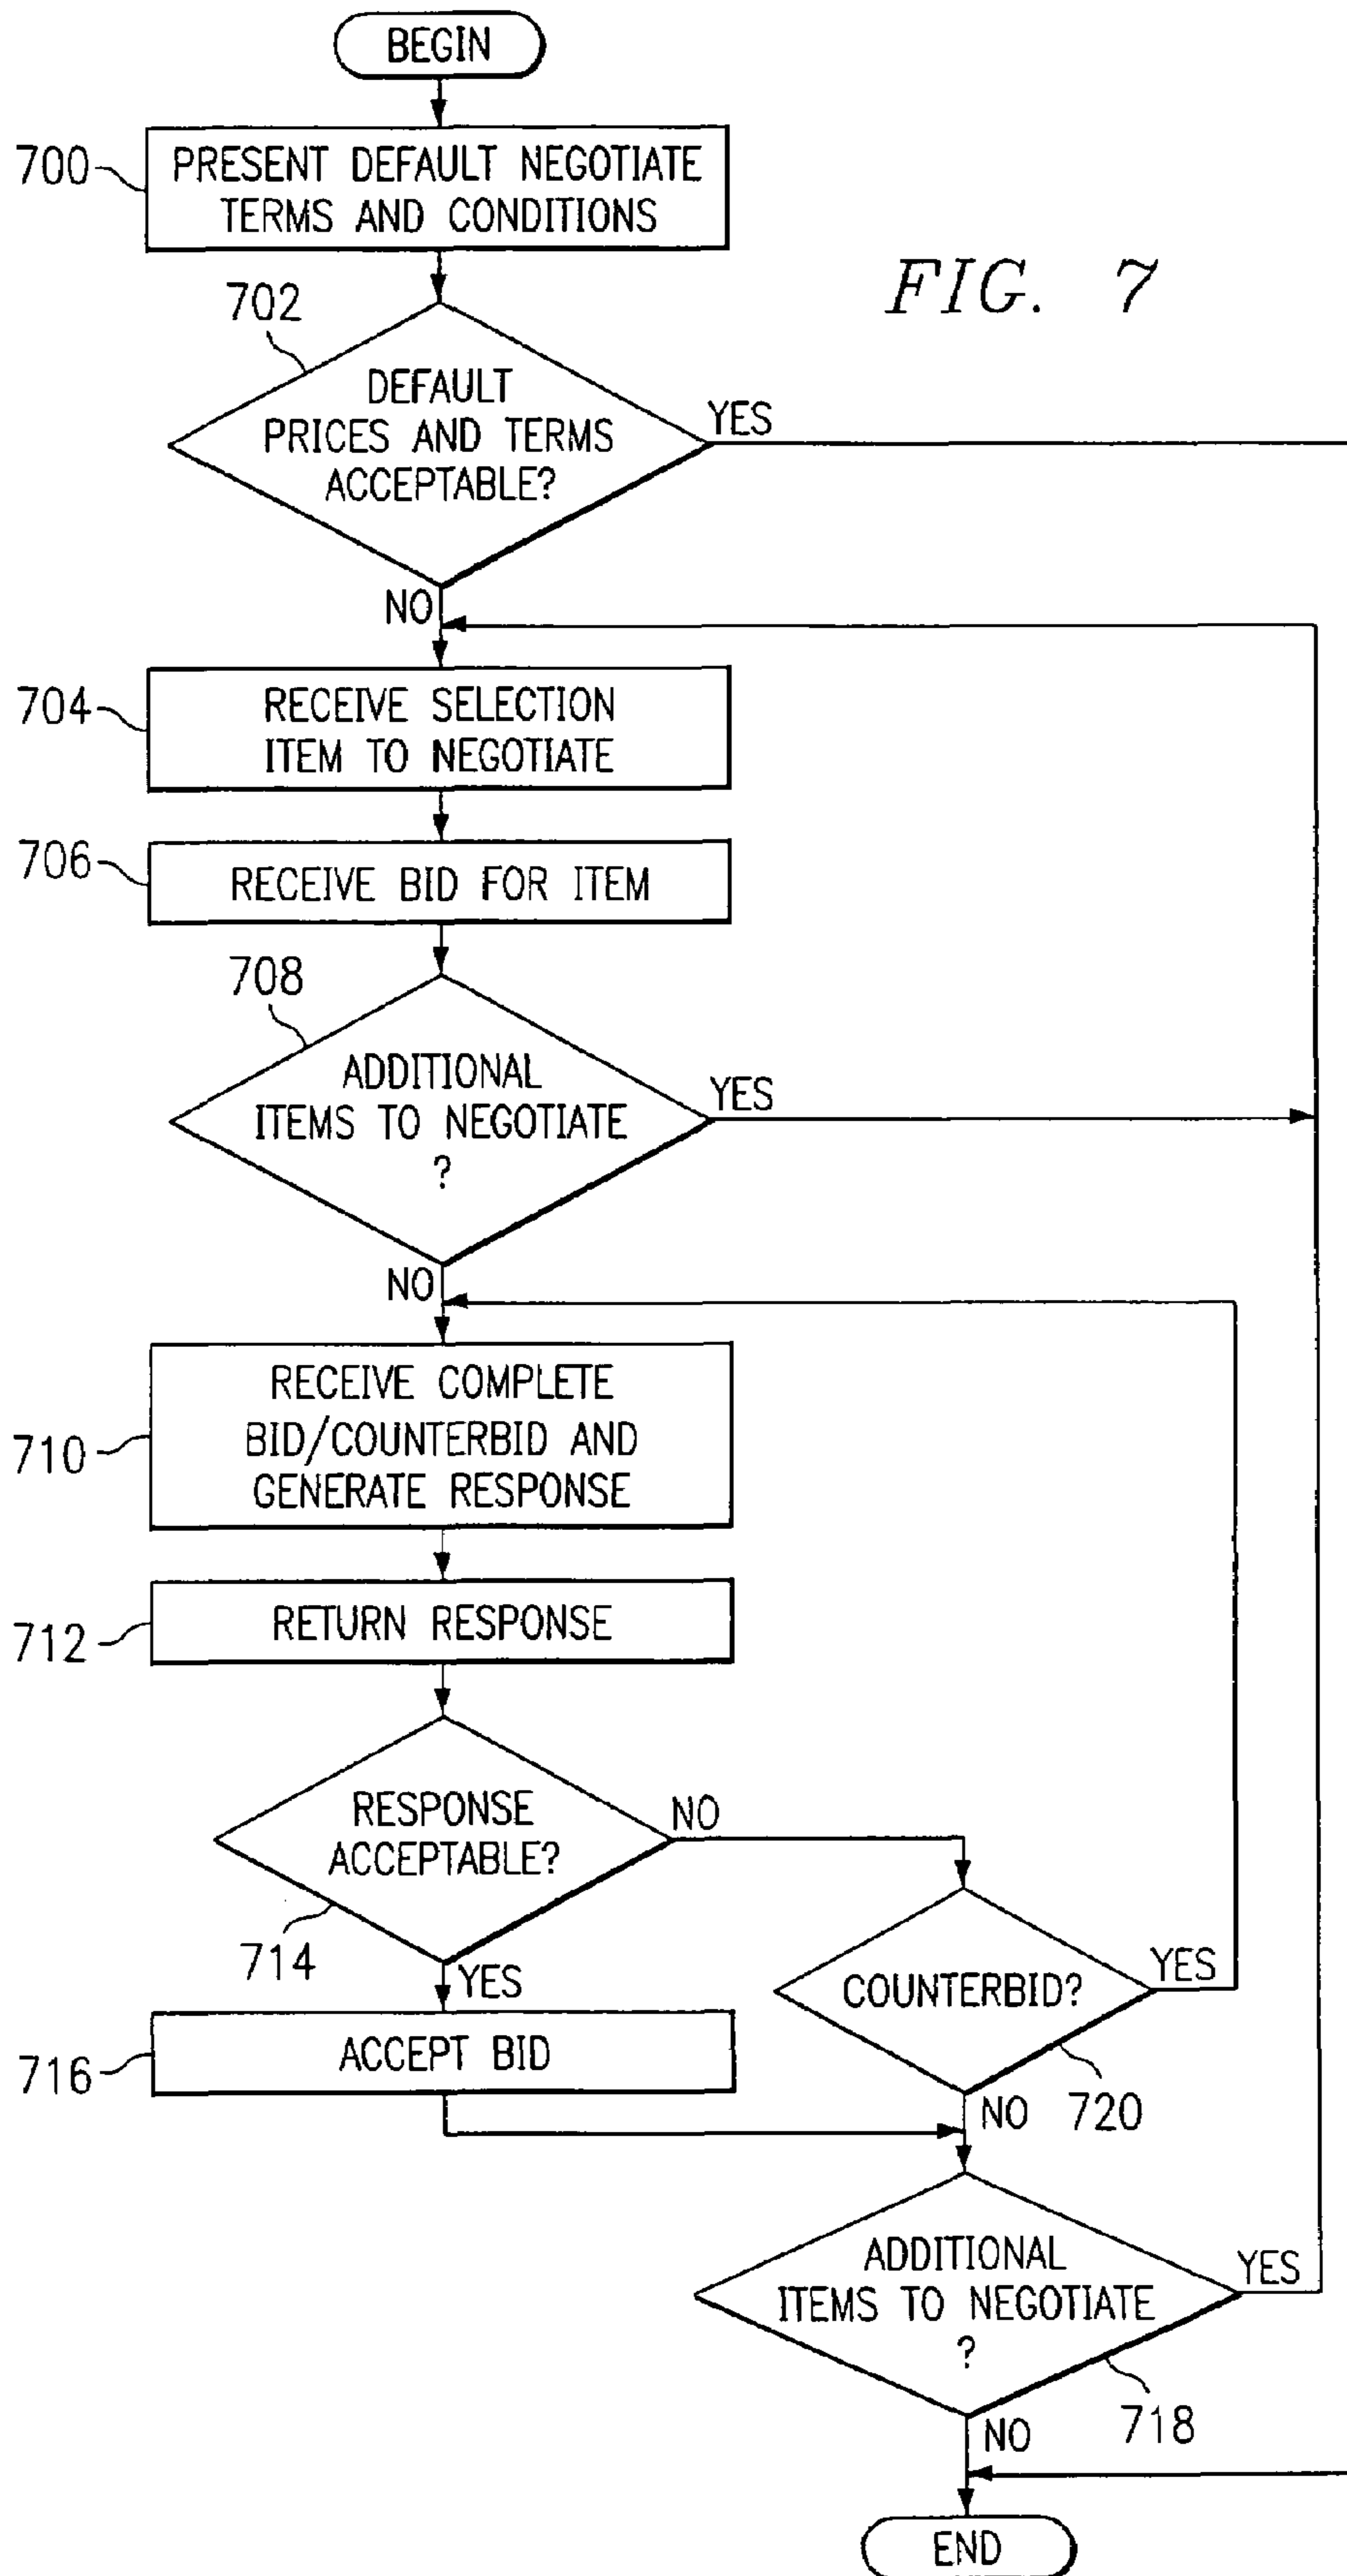 BEGIN
700
PRESENT DEFAULT NEGOTIATE
TERMS AND CONDITIONS
FIG. 7
702
DEFAULT
PRICES AND TERMS
ACCEPTABLE?
YES
NO
704
RECEIVE SELECTION
ITEM TO NEGOTIATE
706
RECEIVE BID FOR ITEM
708
ADDITIONAL
ITEMS TO NEGOTIATE
?
YES
NO
710
RECEIVE COMPLETE
BID/COUNTERBID AND
GENERATE RESPONSE
712
RETURN RESPONSE
RESPONSE
ACCEPTABLE?
NO
714
YES
COUNTERBID?
YES
716
ACCEPT BID
NO
720
ADDITIONAL
ITEMS TO NEGOTIATE
?
YES
718
NO
END